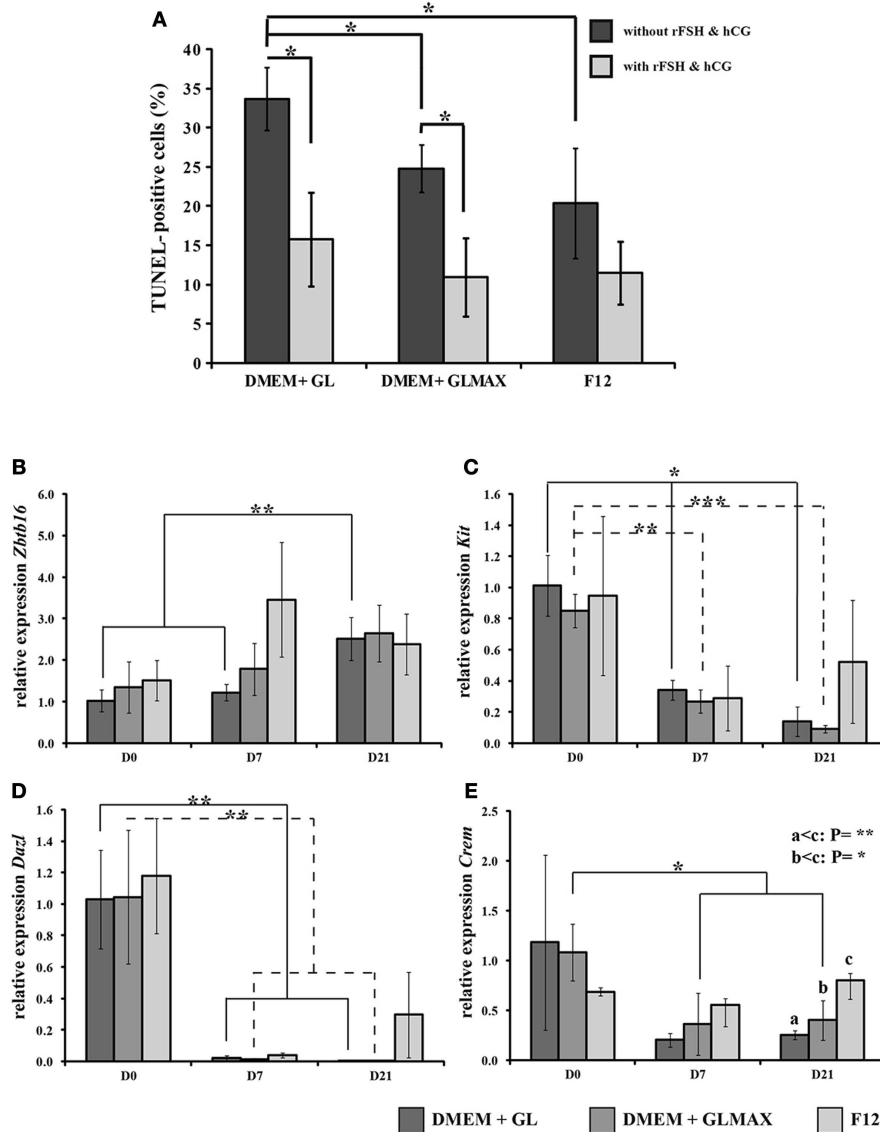 A
*
*
*
*
without rFSH & hCG
with rFSH & hCG
TUNEL-positive cells (%)
40
35
30
25
20
15
10
5
0
DMEM + GL
DMEM + GLMAX
F12
B
relative expression Zbtb16
6.0
5.0
4.0
3.0
2.0
1.0
0.0
**
D0
D7
D21
C
relative expression Kit
1.6
1.4
1.2
1.0
0.8
0.6
0.4
0.2
0.0
*
***
**
D0
D7
D21
D
relative expression Dazl
1.6
1.4
1.2
1.0
0.8
0.6
0.4
0.2
0.0
**
**
D0
D7
D21
E
relative expression Crem
2.5
2.0
1.5
1.0
0.5
0.0
a<c: P= **
b<c: P= *
*
a
b
c
D0
D7
D21
DMEM + GL
DMEM + GLMAX
F12